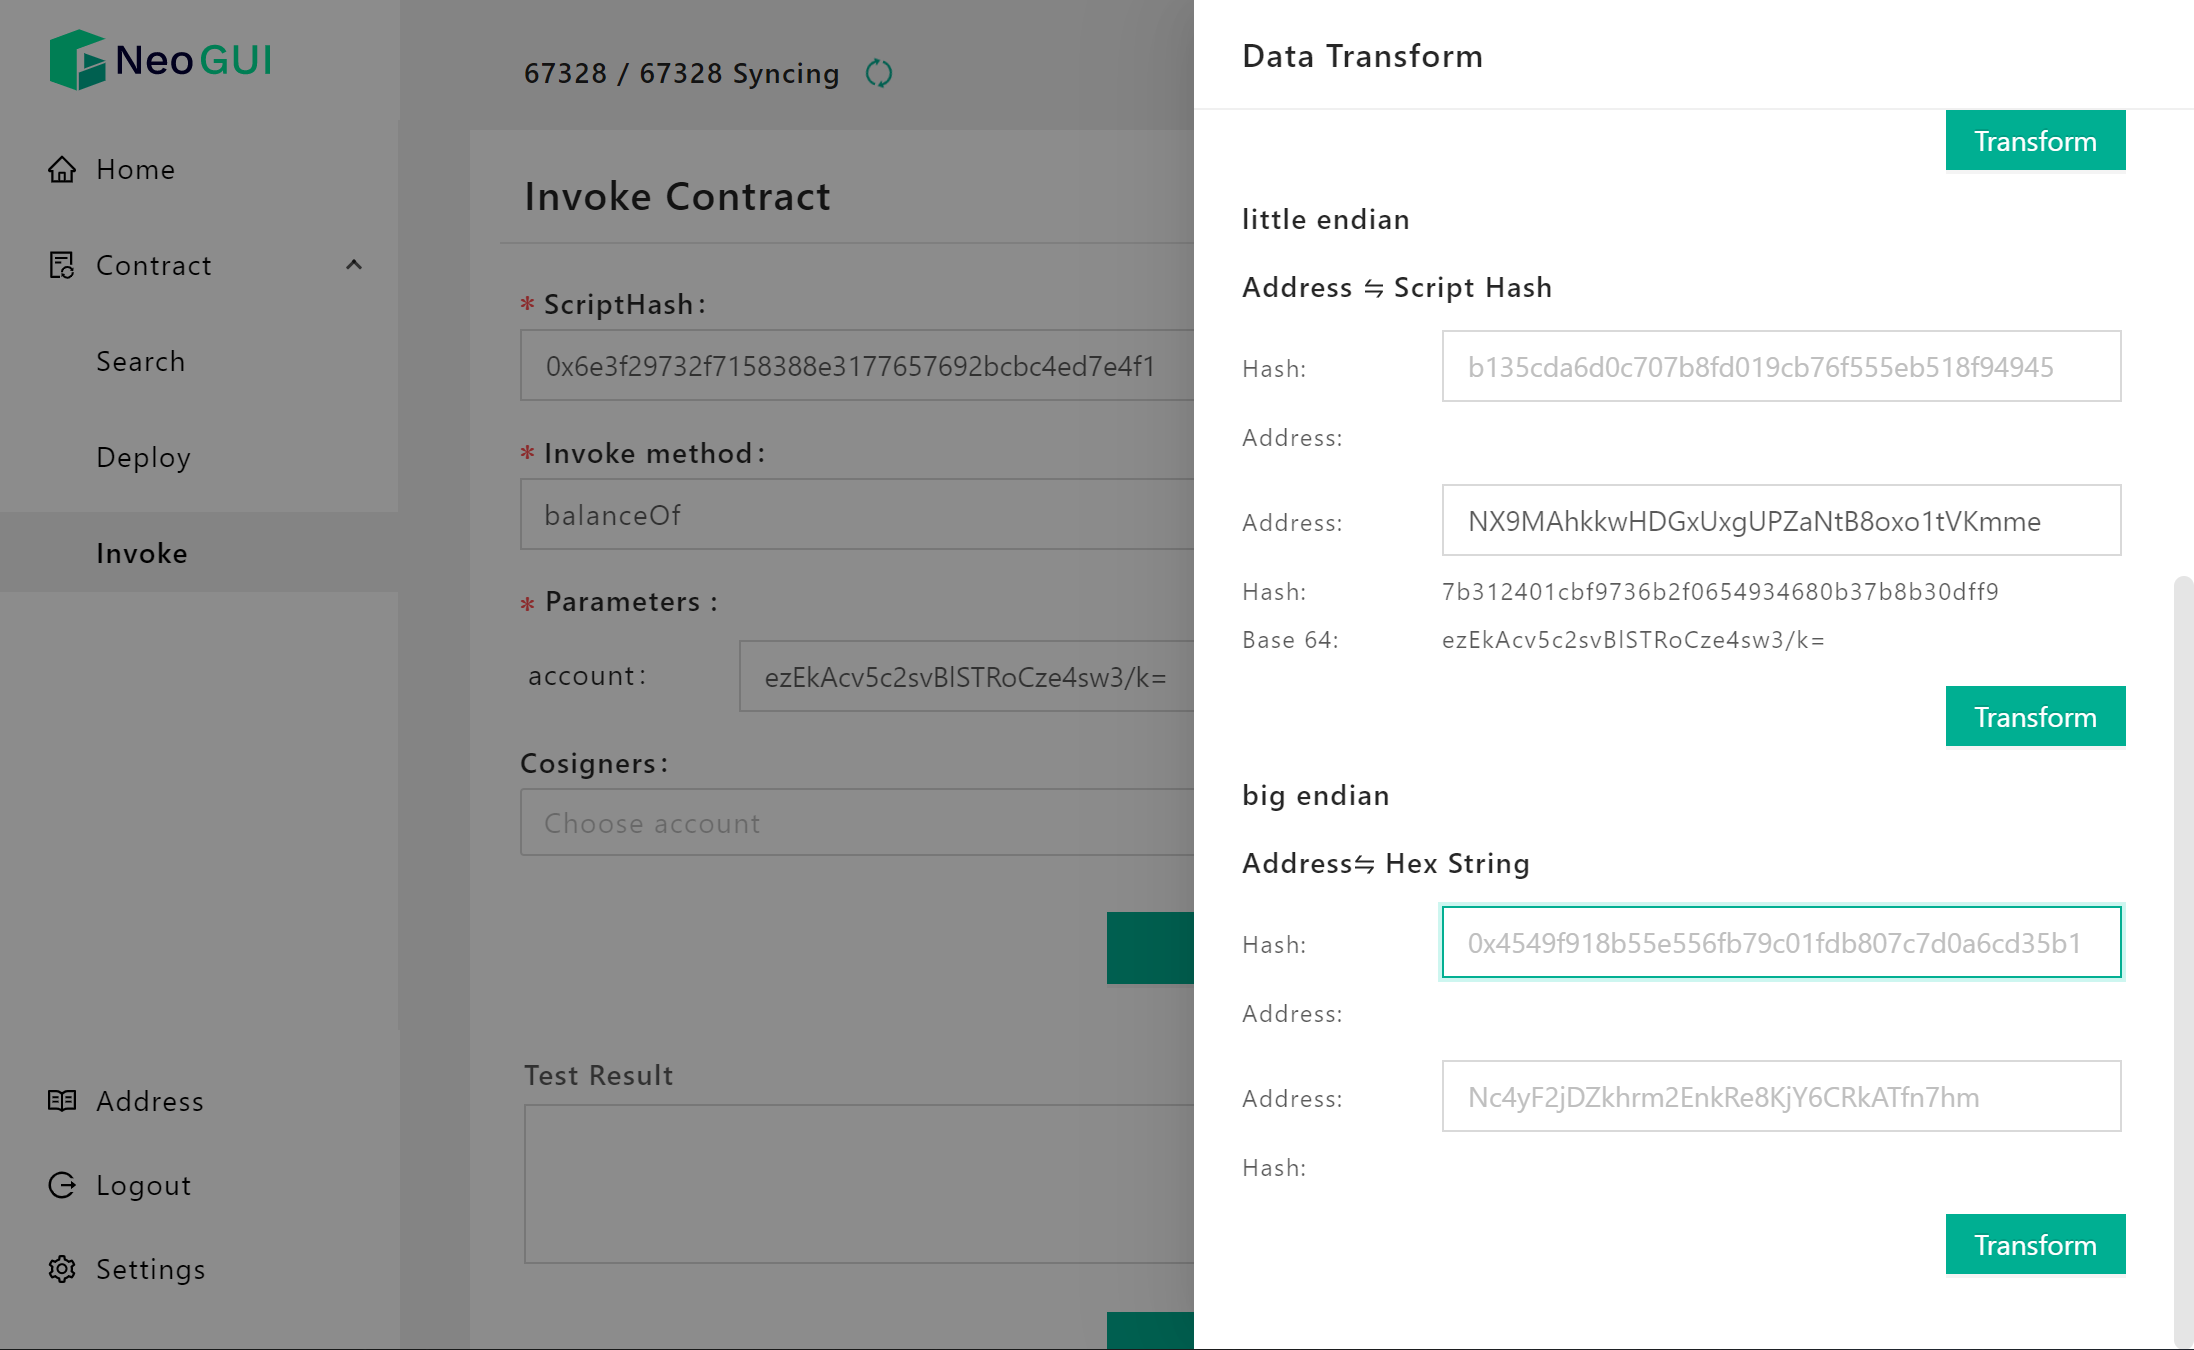 Neo GUI
Home
Contract
Search
Deploy
Invoke
Address
Logout
Settings
67328 / 67328 Syncing
Invoke Contract
* ScriptHash:
0x6e3f29732f7158388e3177657692bcbc4ed7e4f1
* Invoke method:
balanceOf
* Parameters :
account: ezEkAcv5c2svBlSTRoCze4sw3/k=
Cosigners:
Choose account
Test Result
Data Transform
Transform
little endian
Address ⇋ Script Hash
Hash: b135cda6d0c707b8fd019cb76f555eb518f94945
Address:
Address: NX9MAhkkwHDGxUxgUPZaNtB8oxo1tVKmme
Hash: 7b312401cbf9736b2f0654934680b37b8b30dff9
Base 64: ezEkAcv5c2svBlSTRoCze4sw3/k=
Transform
big endian
Address⇋ Hex String
Hash: 0x4549f918b55e556fb79c01fdb807c7d0a6cd35b1
Address:
Address: Nc4yF2jDZkhrm2EnkRe8KjY6CRkATfn7hm
Hash:
Transform